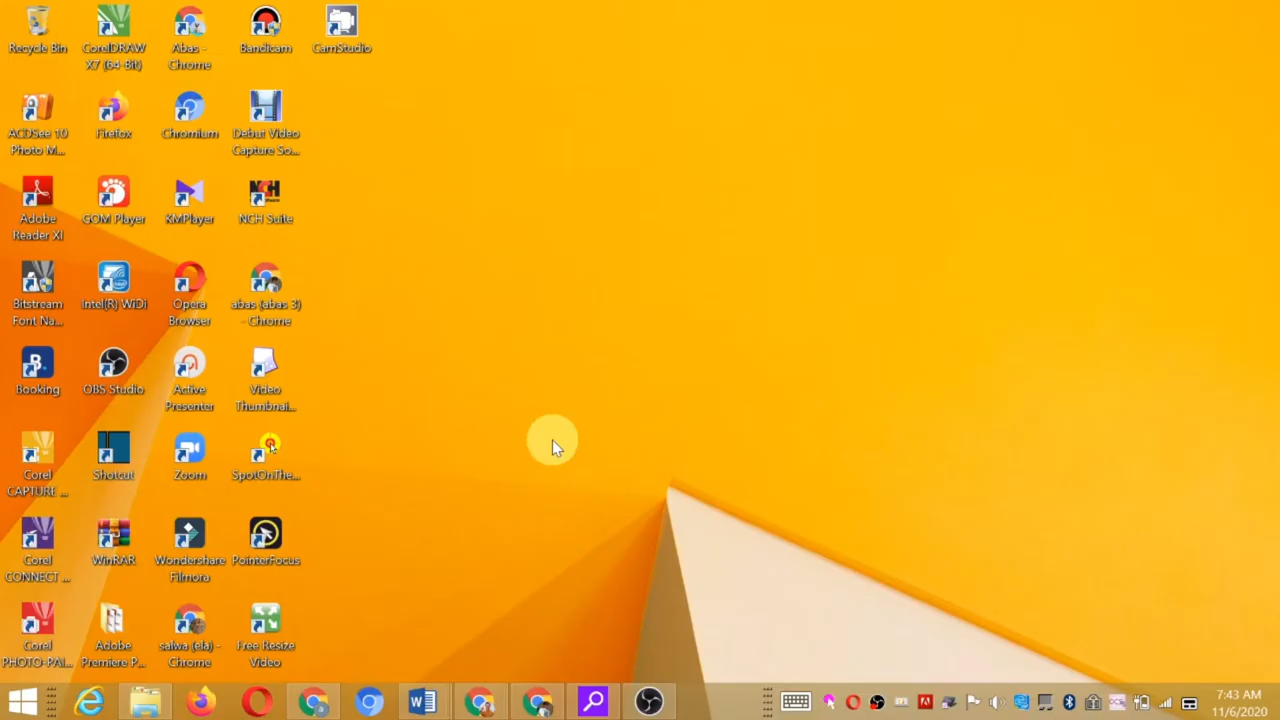 Recycle Bin
CorelDRAW
X7 (64-Bit)
Abas -
Chrome
Bandicam
CamStudio
ACDSee 10
Photo M...
Firefox
Chromium
Debut Video
Capture So...
Adobe
Reader XI
GOM Player
KMPlayer
NCH Suite
NCH
Bitstream
Font Na...
Intel(R) WiDi
Opera
Browser
abas (abas 3)
- Chrome
B.
Booking
OBS Studio
Active
Presenter
Video
Thumbnai...
Corel
CAPTURE ...
Shotcut
Zoom
SpotOnThe...
Corel
CONNECT ...
WinRAR
Wondershare
Filmora
PointerFocus
Corel
PHOTO-PAI...
Adobe
Premiere P...
salwa (ela) -
Chrome
Free Resize
Video
7:43 AM
11/6/2020